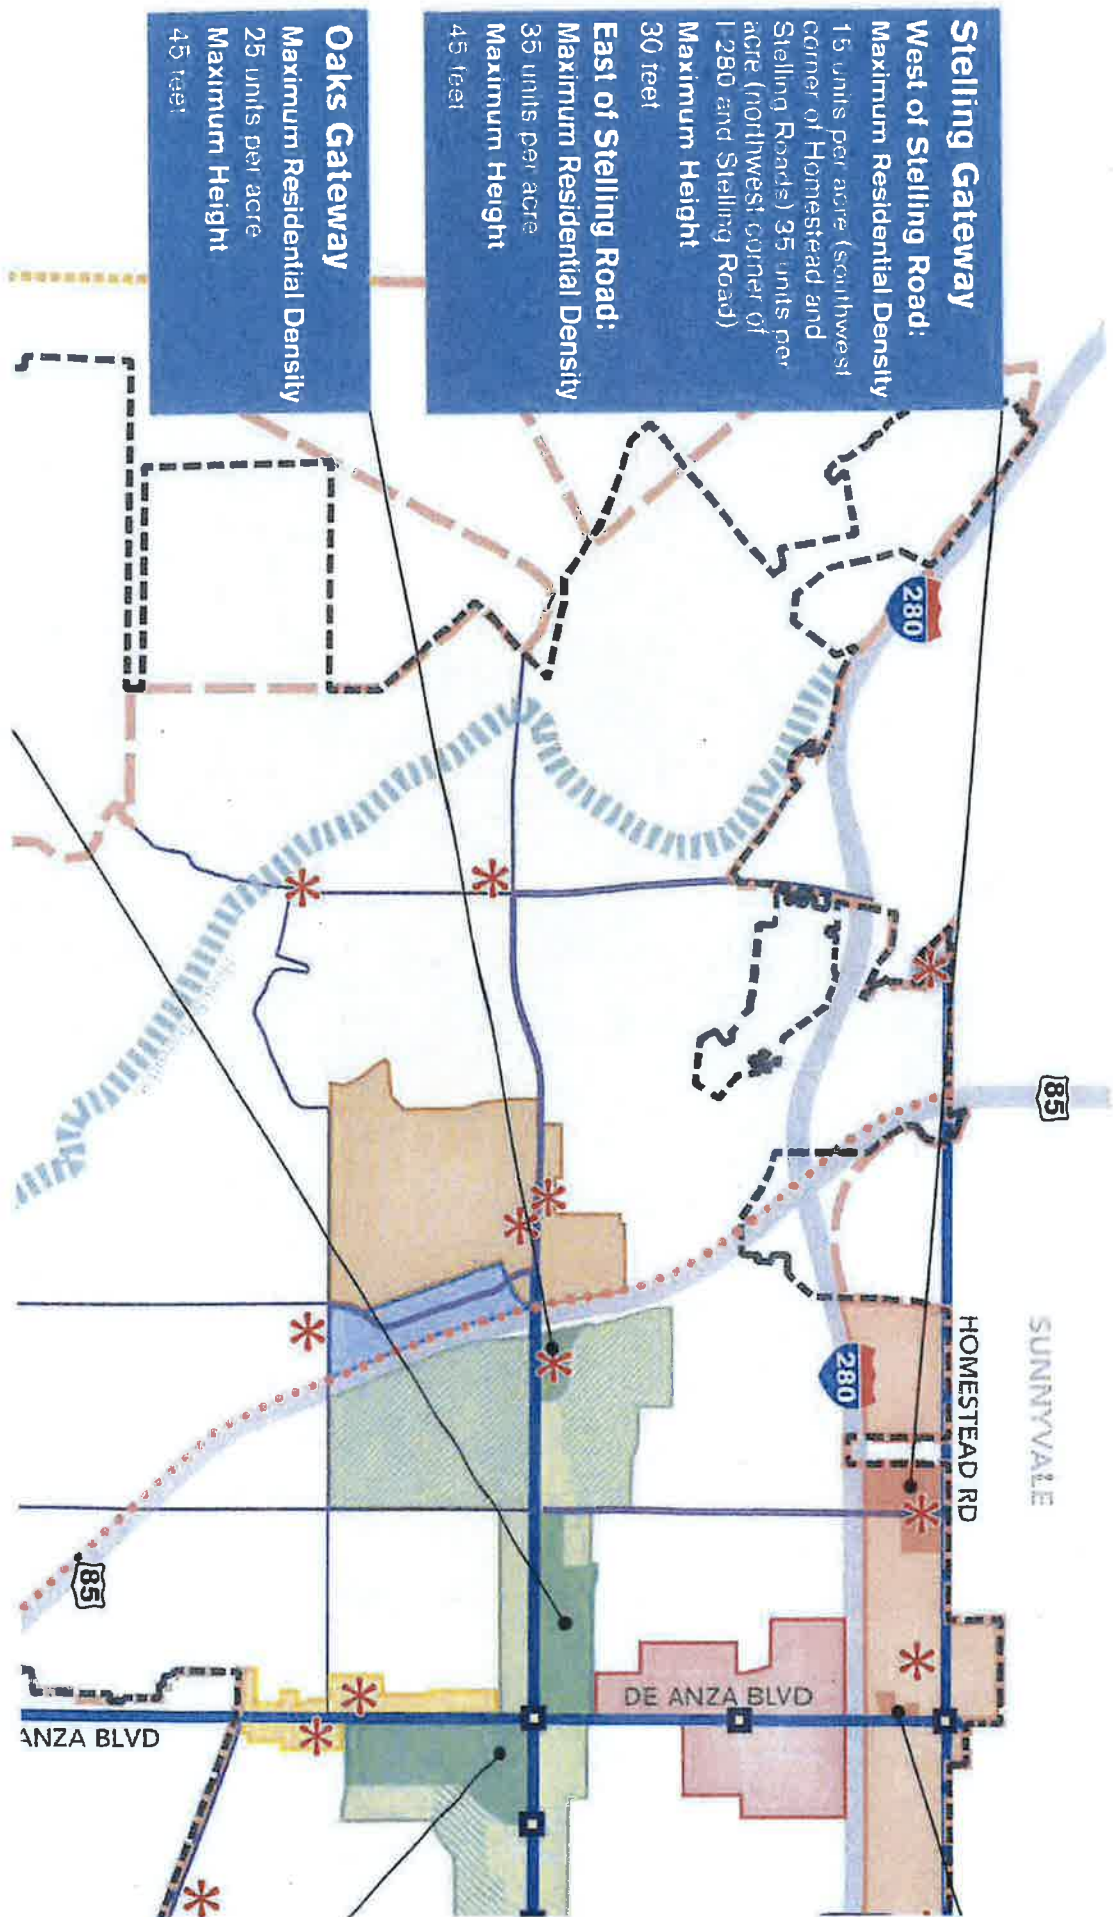 Stelling Gateway
West of Stelling Road:
Maximum Residential Density
15 units per acre (southwest
corner of Homestead and
Stelling Roads) 35 units per
acre (northwest corner of
I-280 and Stelling Road)
Maximum Height
30 feet
East of Stelling Road:
Maximum Residential Density
35 units per acre
Maximum Height
45 feet
Oaks Gateway
Maximum Residential Density
25 units per acre
Maximum Height
45 feet
280
85
SUNNYVALE
HOMESTEAD RD
280
85
DE ANZA BLVD
ANZA BLVD